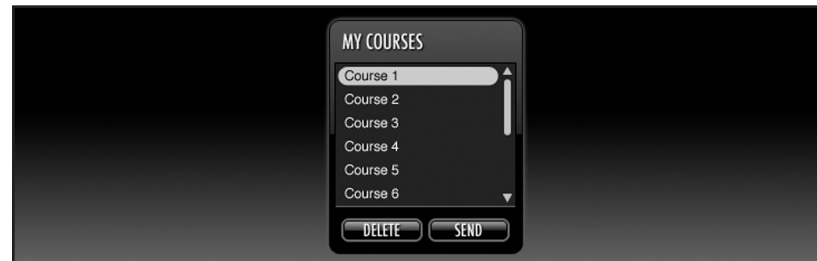 MY COURSES
Course 1
Course 2
Course 3
Course 4
Course 5
Course 6
DELETE SEND